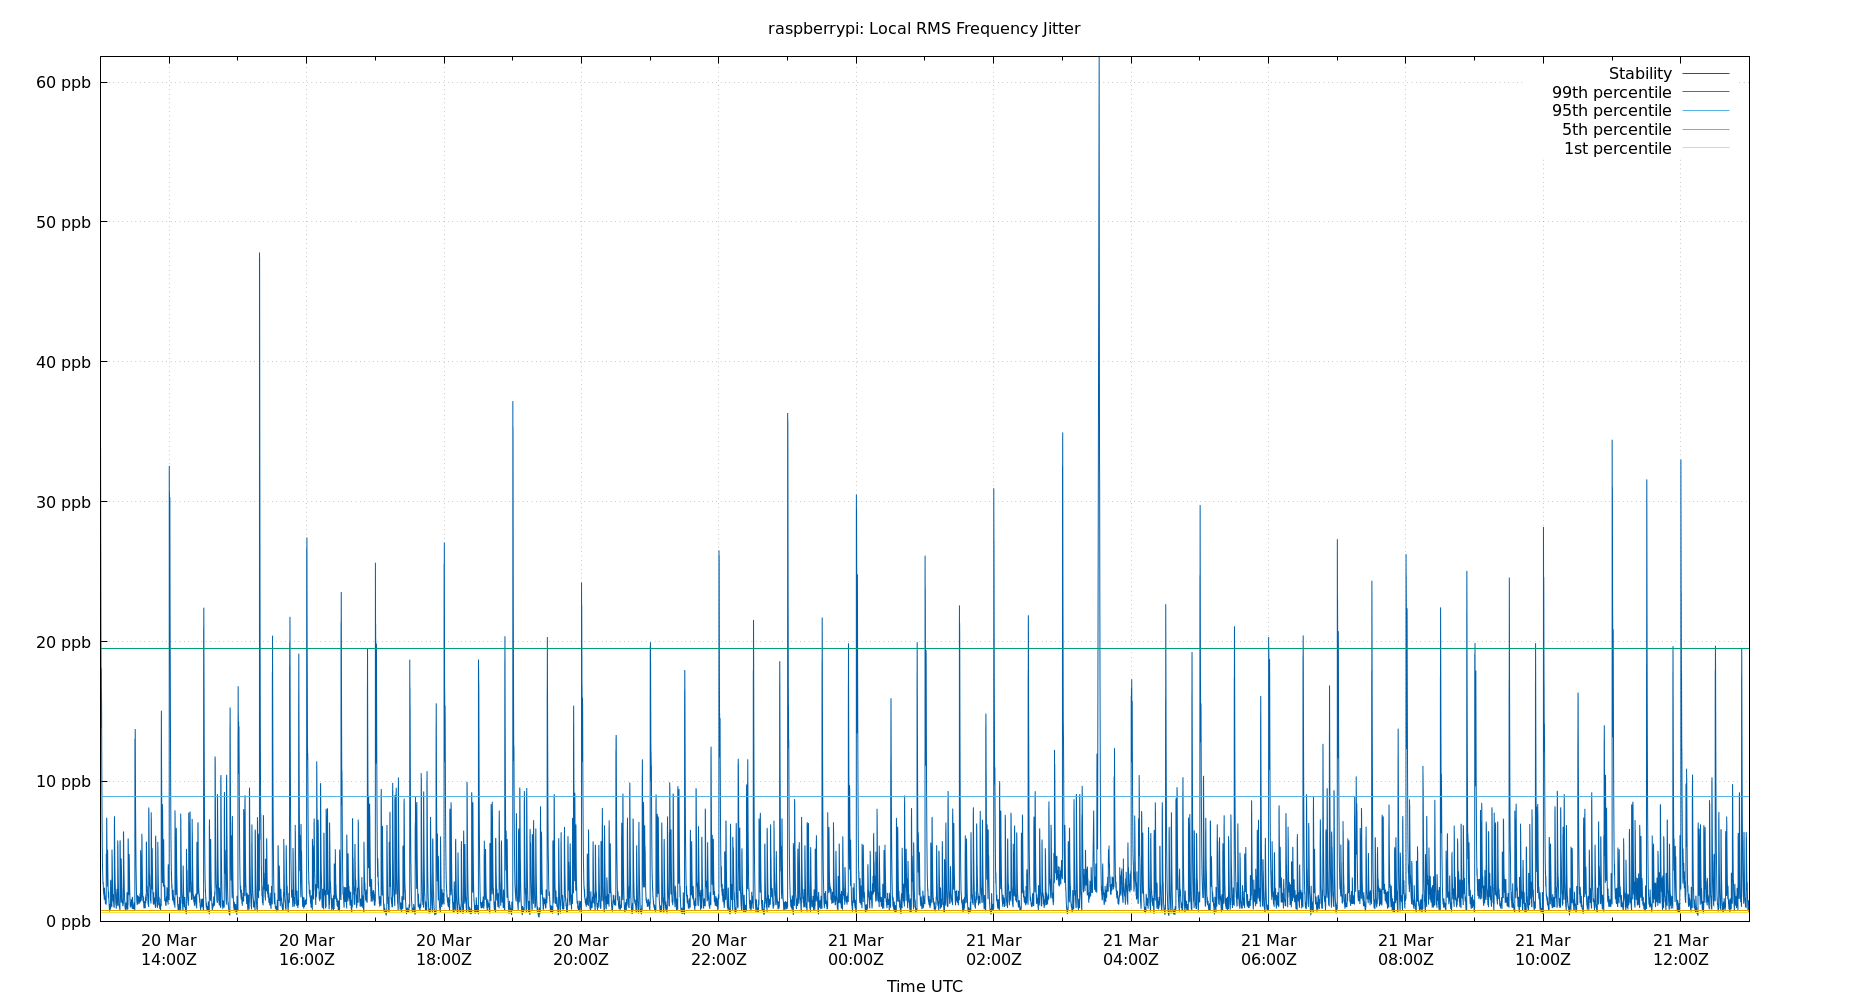 raspberrypi: Local RMS Frequency Jitter
60 ppb
50 ppb
40 ppb
30 ppb
20 ppb
10 ppb
0 ppb
Stability
99th percentile
95th percentile
5th percentile
1st percentile
20 Mar 20 Mar 20 Mar 20 Mar 20 Mar 21 Mar 21 Mar 21 Mar 21 Mar 21 Mar 21 Mar 21 Mar
14:00Z 16:00Z 18:00Z 20:00Z 22:00Z 00:00Z 02:00Z 04:00Z 06:00Z 08:00Z 10:00Z 12:00Z
Time UTC